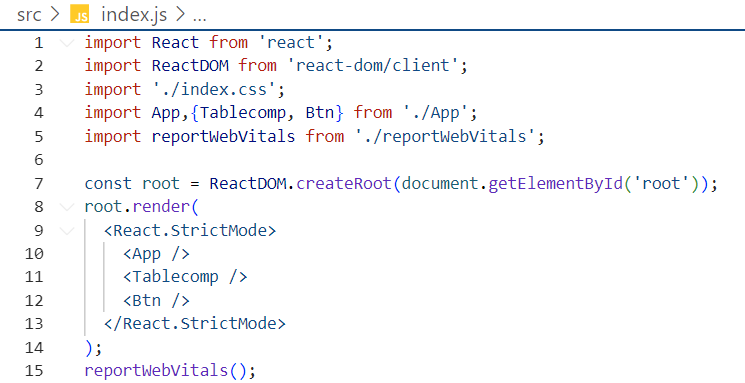 src > JS index.js > ...
1 import React from 'react';
2 import ReactDOM from 'react-dom/client';
3 import './index.css';
4 import App,{Tablecomp, Btn} from './App';
5 import reportWebVitals from './reportWebVitals';
6
7 const root = ReactDOM.createRoot(document.getElementById('root'));
8 root.render(
9   <React.StrictMode>
10     <App />
11     <Tablecomp />
12     <Btn />
13   </React.StrictMode>
14 );
15 reportWebVitals();